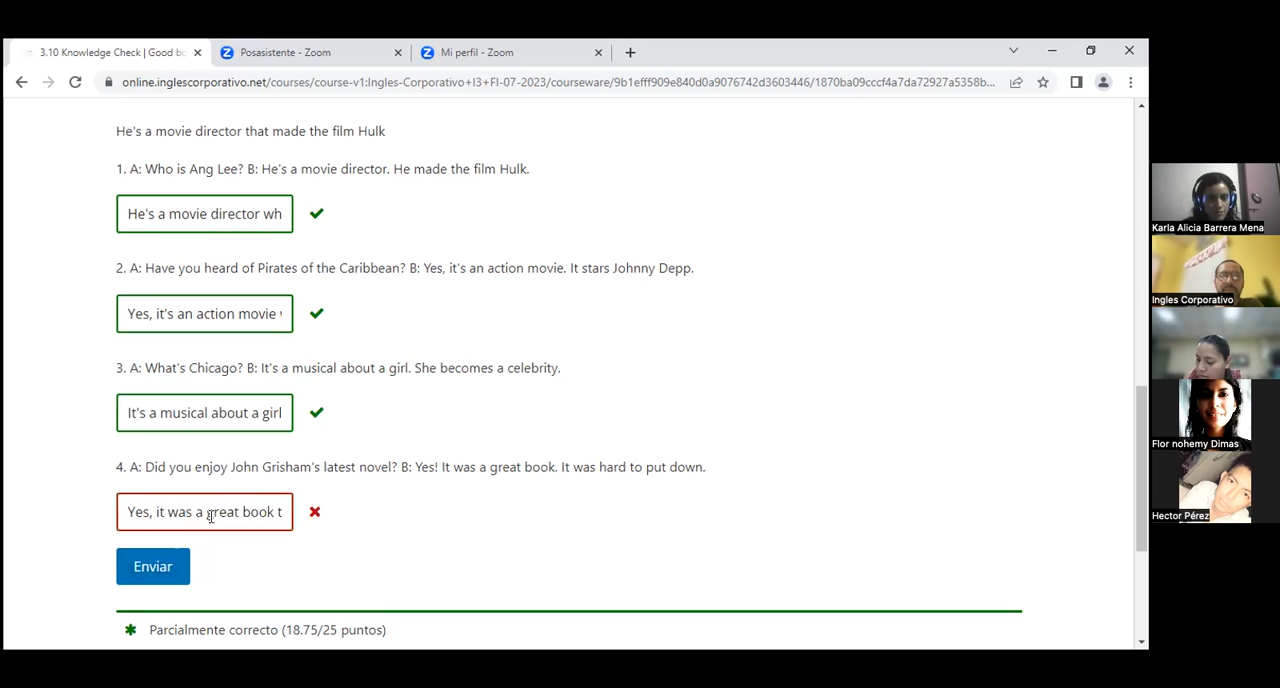 3.10 Knowledge Check | Good bo
Posasistente - Zoom
Mi perfil - Zoom
online.inglescorporativo.net/courses/course-v1:Ingles-Corporativo+I3+FI-07-2023/courseware/9b1efff909e840d0a9076742d3603446/1870ba09cccf4a7da72927a5358b...
He's a movie director that made the film Hulk
1. A: Who is Ang Lee? B: He's a movie director. He made the film Hulk.
He's a movie director wh
2. A: Have you heard of Pirates of the Caribbean? B: Yes, it's an action movie. It stars Johnny Depp.
Yes, it's an action movie
3. A: What's Chicago? B: It's a musical about a girl. She becomes a celebrity.
It's a musical about a girl
4. A: Did you enjoy John Grisham's latest novel? B: Yes! It was a great book. It was hard to put down.
Yes, it was a great book t
Enviar
Parcialmente correcto (18.75/25 puntos)
Karla Alicia Barrera Mena
Ingles Corporativo
Flor nohemy Dimas
Hector Pérez